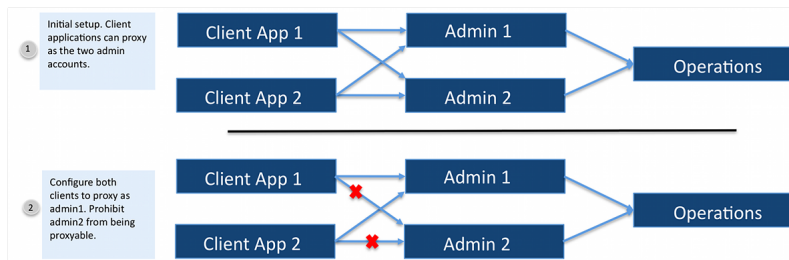 1
Initial setup. Client
applications can proxy
as the two admin
accounts.
Client App 1
Admin 1
Client App 2
Admin 2
Operations
2
Configure both
clients to proxy as
admin1. Prohibit
admin2 from being
proxyable.
Client App 1
Admin 1
Client App 2
Admin 2
Operations